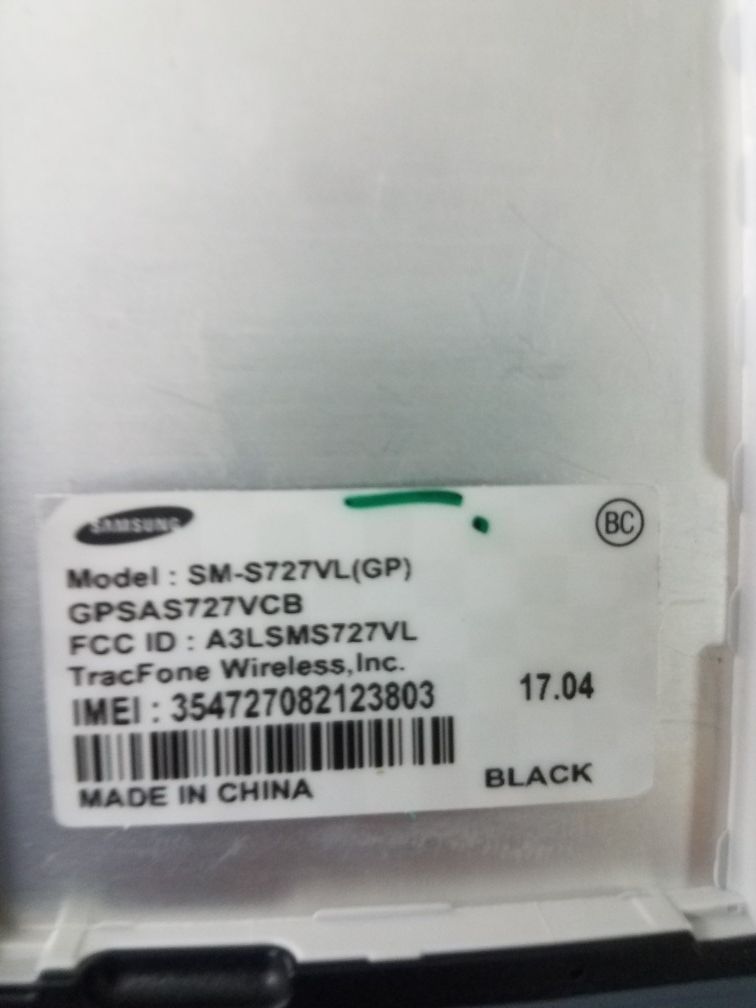 SAMSUNG
BC
Model : SM-S727VL(GP)
GPSAS727VCB
FCC ID : A3LSMS727VL
TracFone Wireless,Inc.
IMEI : 354727082123803
17.04
MADE IN CHINA
BLACK